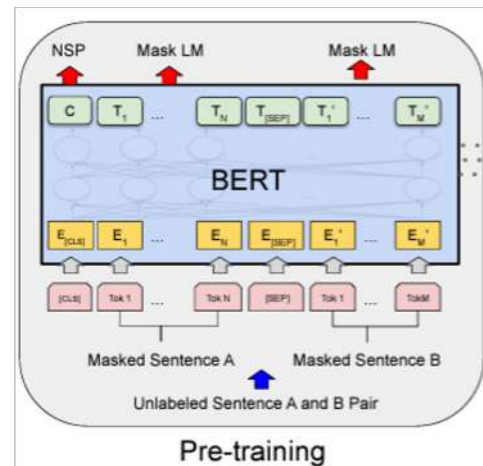 NSP Mask LM Mask LM
C T1 ... TN T[SEP] T1' ... TM'
BERT
E[CLS] E1 ... EN E[SEP] E1' ... EM'
[CLS] Tok 1 ... Tok N [SEP] Tok 1 ... TokM
Masked Sentence A Masked Sentence B
Unlabeled Sentence A and B Pair
Pre-training